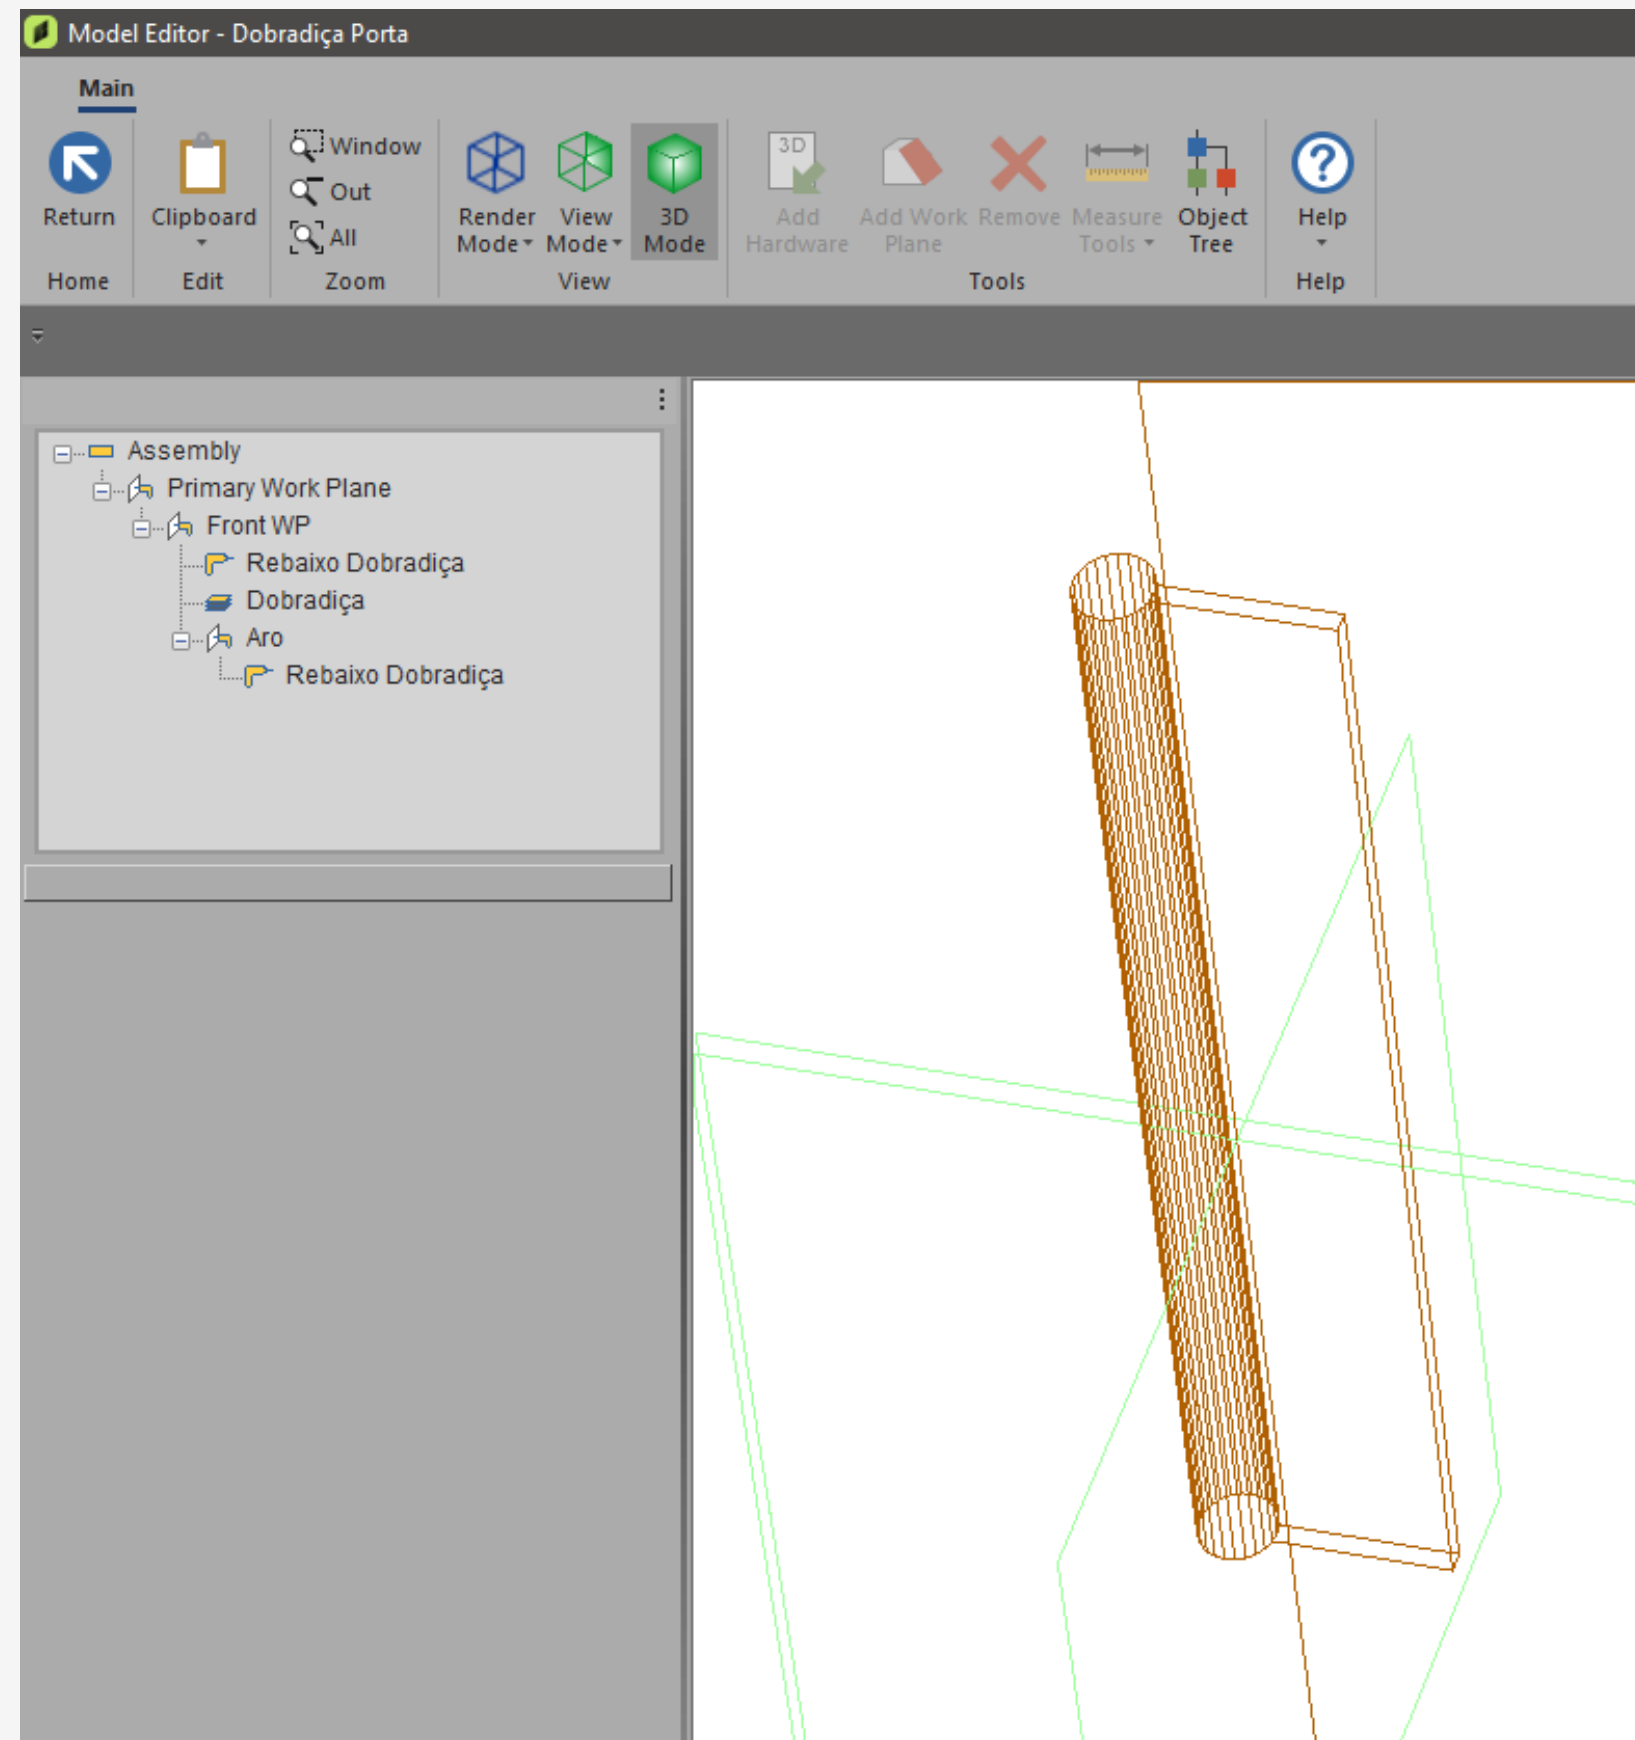 Model Editor - Dobradiça Porta
Main
Return
Clipboard
Window
Out
All
Render Mode
View Mode
3D Mode
3D
Add Hardware
Add Work Plane
Remove
Measure Tools
Object Tree
Help
Home
Edit
Zoom
View
Tools
Help
Assembly
Primary Work Plane
Front WP
Rebaixo Dobradiça
Dobradiça
Aro
Rebaixo Dobradiça